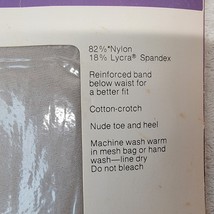 82%*Nylon
18% Lycra® Spandex
Reinforced band
below waist for
a better fit
Cotton-crotch
Nude toe and heel
Machine wash warm
in mesh bag or hand
wash—line dry
Do not bleach